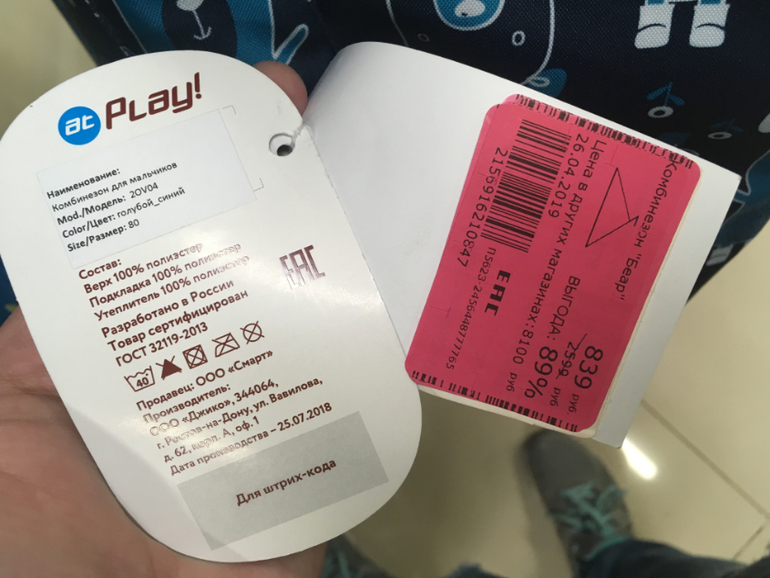 at Play!
Наименование:
Комбинезон для мальчиков
Mod./Модель: 2OV04
Color/Цвет: голубой_синий
Size/Размер: 80
Состав:
Верх 100% полиэстер
Подкладка 100% полиэстер
Утеплитель 100% полиэстер
Разработано в России
Товар сертифицирован
ГОСТ 32119-2013
40
Продавец: ООО «Смарт»
Производитель:
ООО «Джико», 344064,
г. Ростов-на-Дону, ул. Вавилова,
д. 62, корп. А, оф. 1
Дата производства – 25.07.2018
Для штрих-кода
EAC
Комбинезон "Беар"
839 руб
2599 руб
ВЫГОДА: 89%
Цена в других магазинах: 8100 руб
26.04.2019
2156916210847
EAC